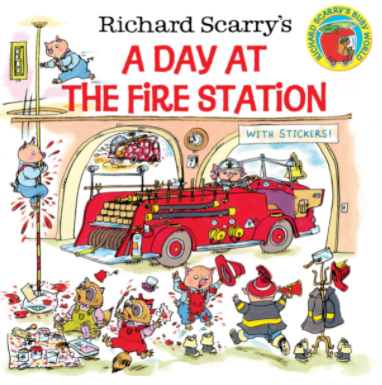 Richard Scarry's
A DAY AT
THE FIRE STATION
RICHARD SCARRY'S BUSY WORLD
WITH STICKERS!